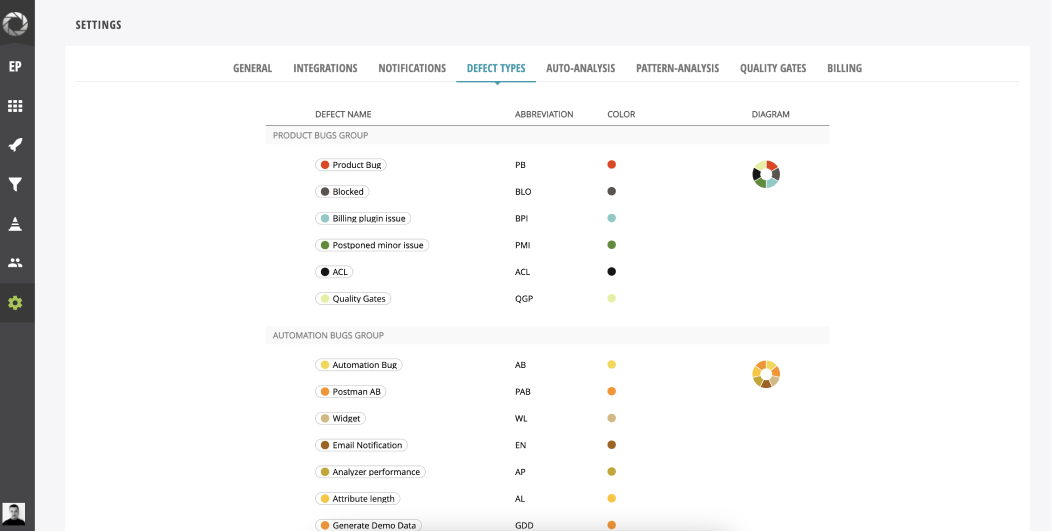 SETTINGS
EP
GENERAL INTEGRATIONS NOTIFICATIONS DEFECT TYPES AUTO-ANALYSIS PATTERN-ANALYSIS QUALITY GATES BILLING
DEFECT NAME ABBREVIATION COLOR DIAGRAM
PRODUCT BUGS GROUP
Product Bug PB
Blocked BLO
Billing plugin issue BPI
Postponed minor issue PMI
ACL ACL
Quality Gates QGP
AUTOMATION BUGS GROUP
Automation Bug AB
Postman AB PAB
Widget WL
Email Notification EN
Analyzer performance AP
Attribute length AL
Generate Demo Data GDD